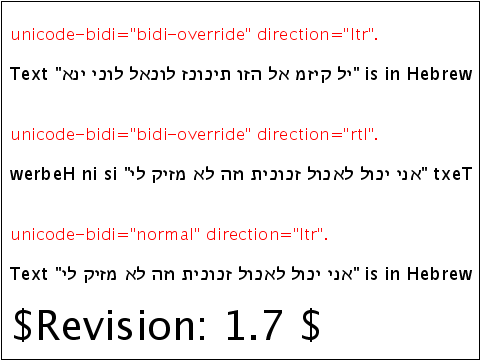 unicode-bidi="bidi-override" direction="ltr".
Text "יל קיזמ אל הזו תיכוכז לוכאל לוכי ינא" is in Hebrew
unicode-bidi="bidi-override" direction="rtl".
werbeH ni si "אני יכול לאכול זכוכית וזה לא מזיק לי" txeT
unicode-bidi="normal" direction="ltr".
Text "אני יכול לאכול זכוכית וזה לא מזיק לי" is in Hebrew
$Revision: 1.7 $